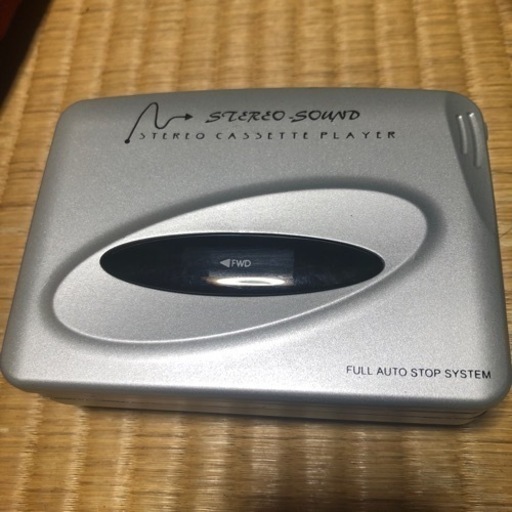 STEREO-SOUND
STEREO CASSETTE PLAYER
◀FWD
FULL AUTO STOP SYSTEM